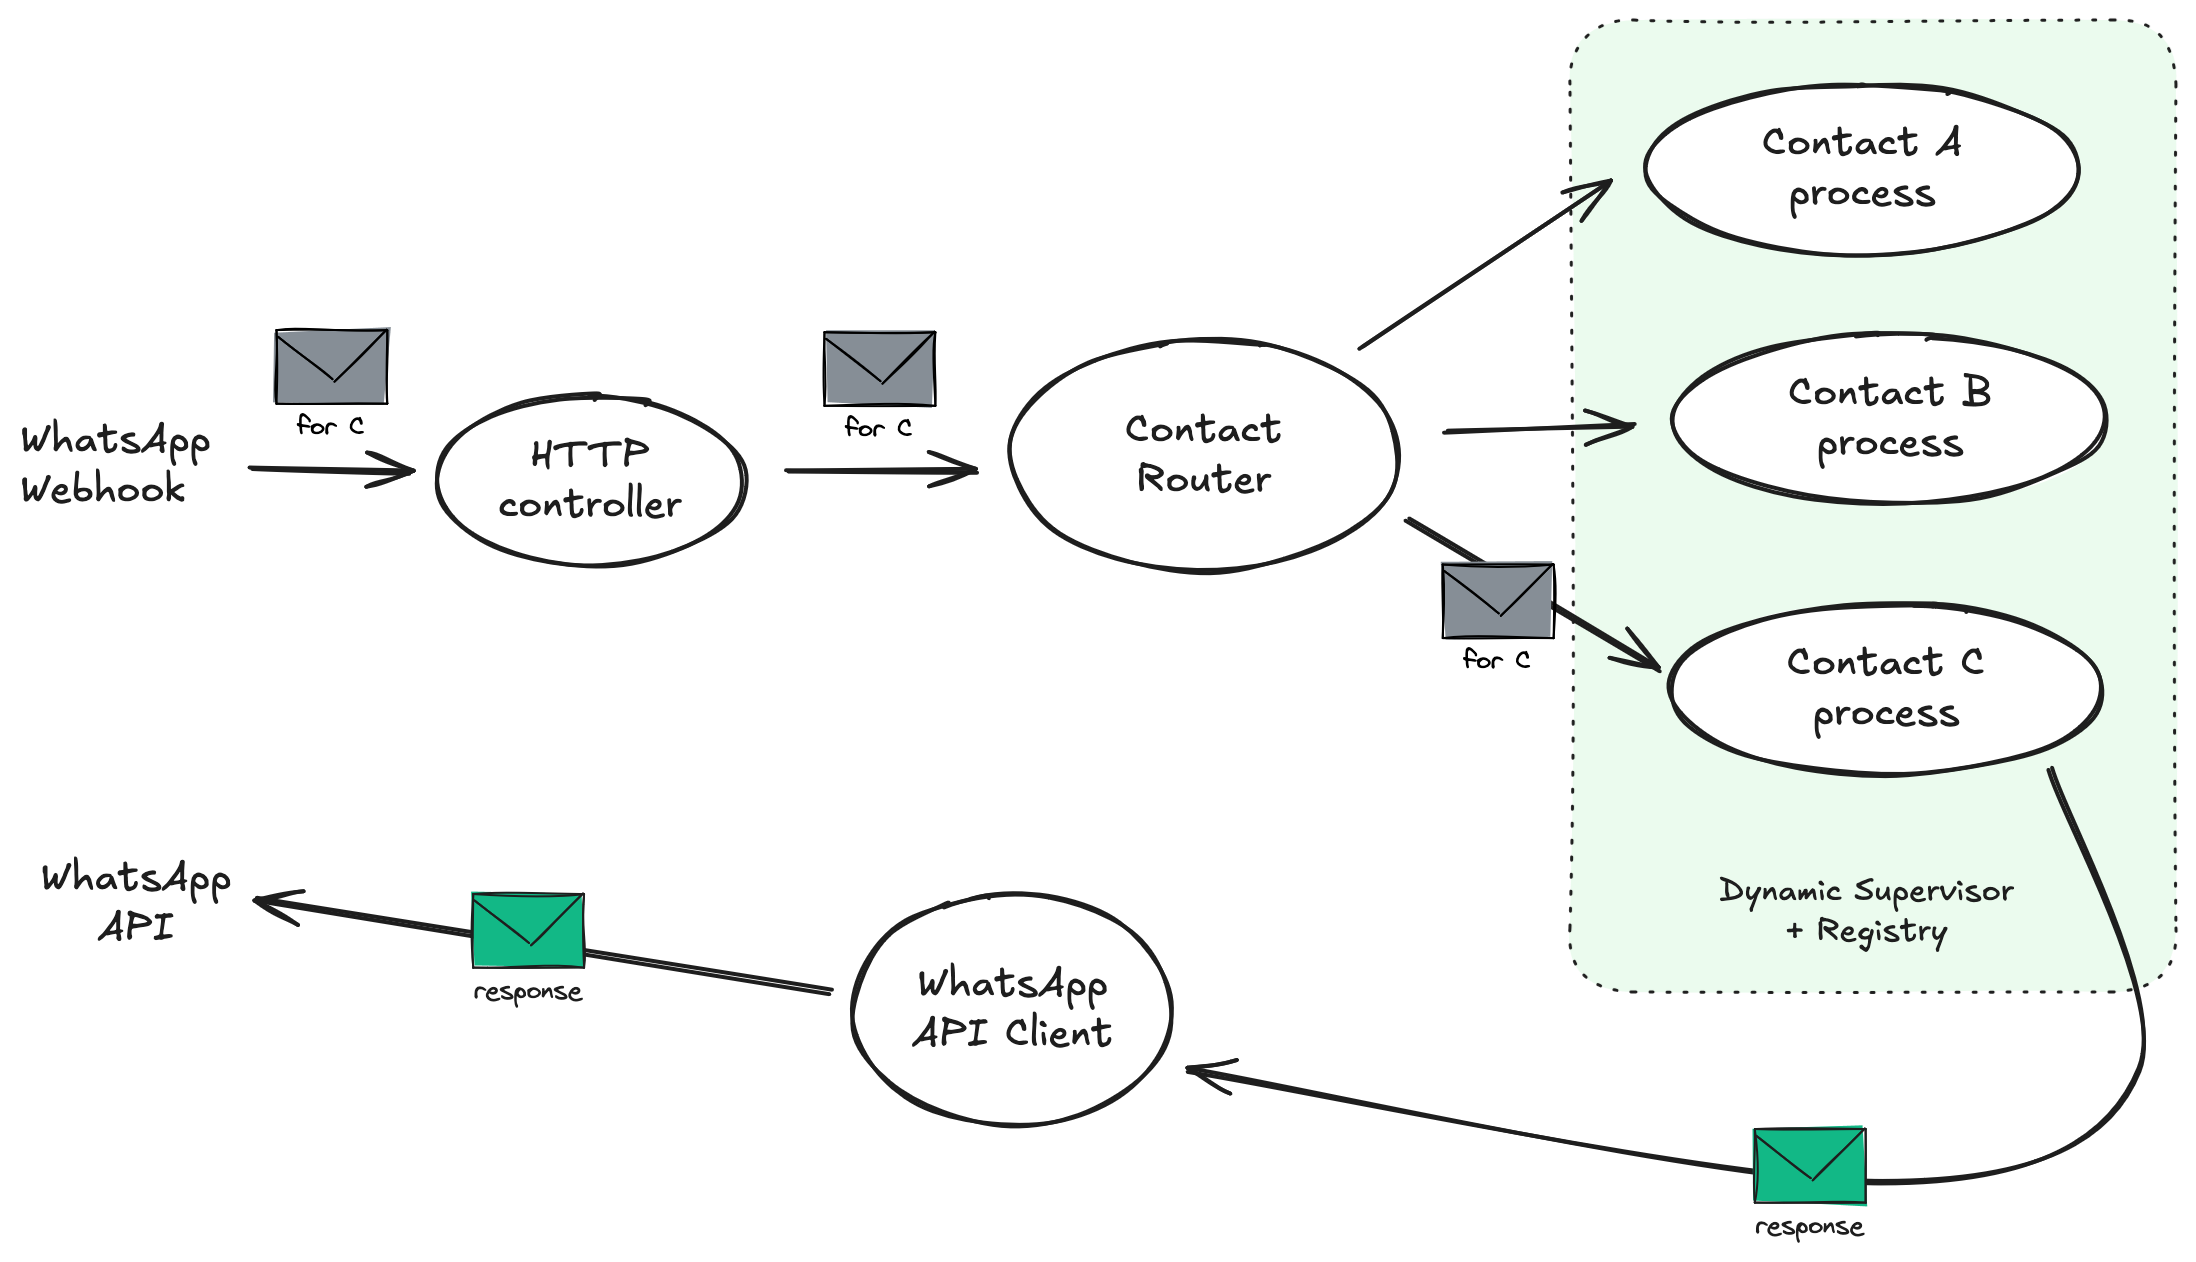 Contact A
process
for C
for C
WhatsApp
Webhook
HTTP
controller
Contact
Router
Contact B
process
for C
Contact C
process
Dynamic Supervisor
+ Registry
WhatsApp
API
response
WhatsApp
API Client
response